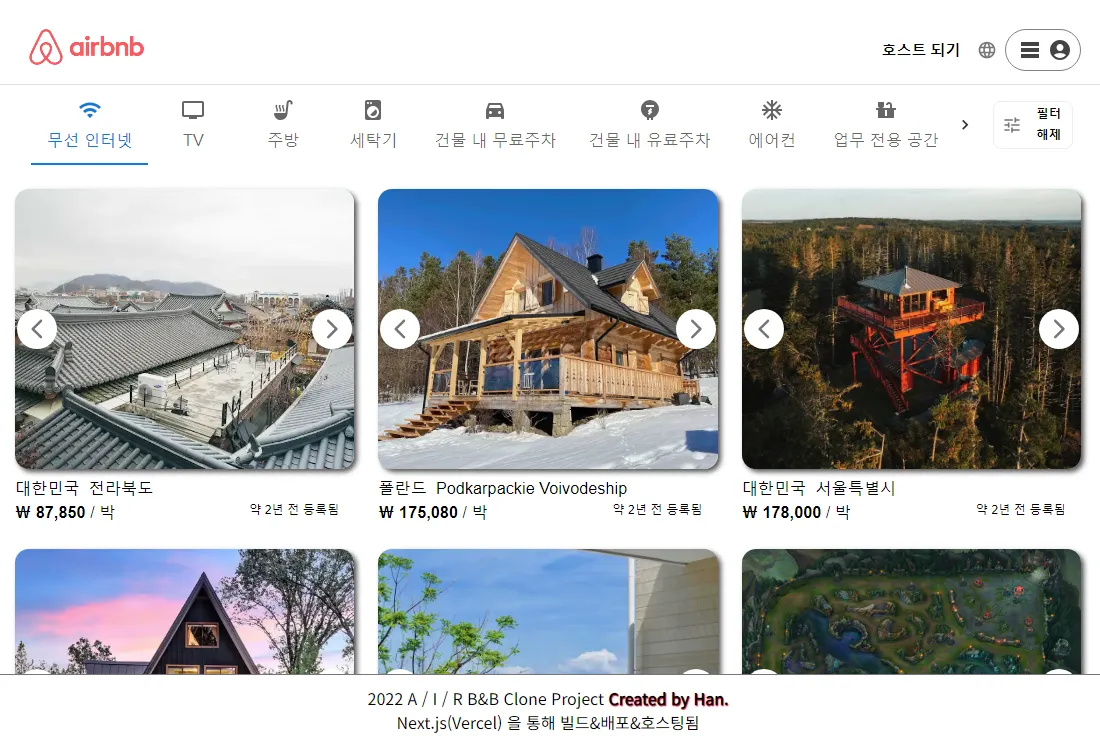 airbnb
호스트 되기
무선 인터넷
TV
주방
세탁기
건물 내 무료주차
건물 내 유료주차
에어컨
업무 전용 공간
필터
해제
대한민국 전라북도
₩ 87,850 / 박
약 2년 전 등록됨
폴란드 Podkarpackie Voivodeship
₩ 175,080 / 박
약 2년 전 등록됨
대한민국 서울특별시
₩ 178,000 / 박
약 2년 전 등록됨
2022 A / I / R B&B Clone Project Created by Han.
Next.js(Vercel) 을 통해 빌드&배포&호스팅됨